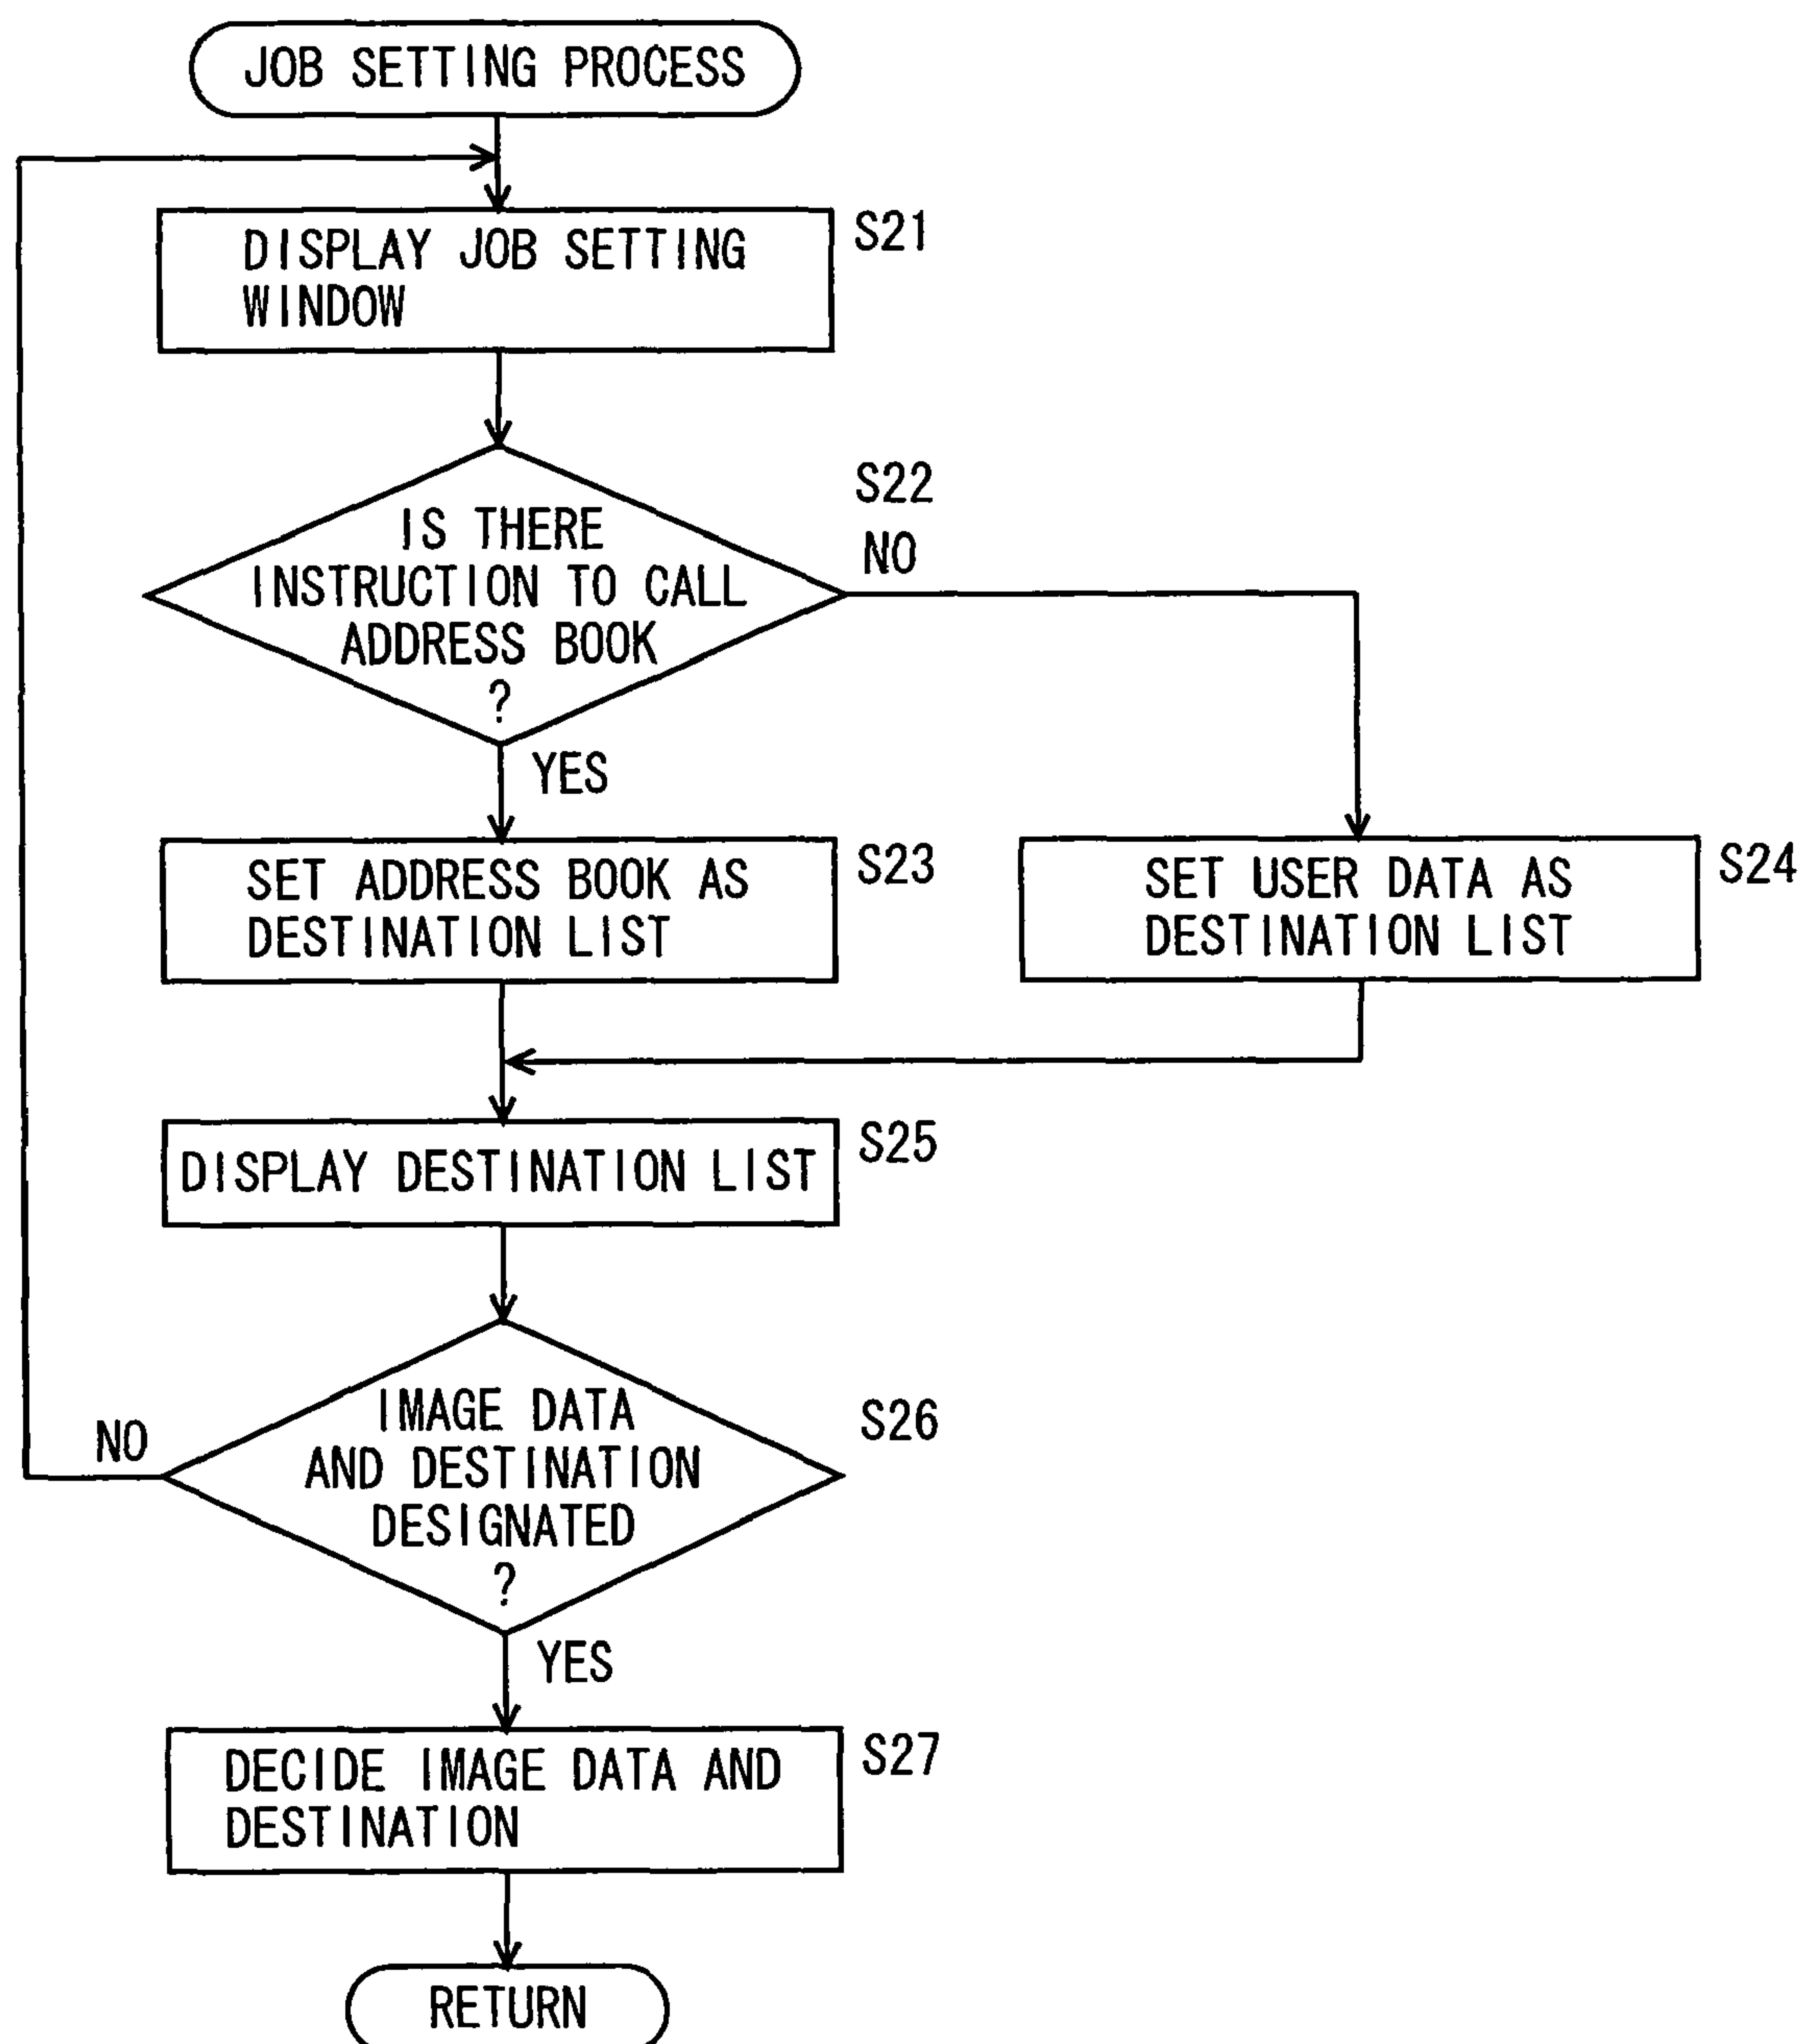 JOB SETTING PROCESS
DISPLAY JOB SETTING
WINDOW
S21
IS THERE
INSTRUCTION TO CALL
ADDRESS BOOK
?
S22
NO
YES
SET ADDRESS BOOK AS
DESTINATION LIST
S23
SET USER DATA AS
DESTINATION LIST
S24
DISPLAY DESTINATION LIST
S25
IMAGE DATA
AND DESTINATION
DESIGNATED
?
S26
NO
YES
DECIDE IMAGE DATA AND
DESTINATION
S27
RETURN